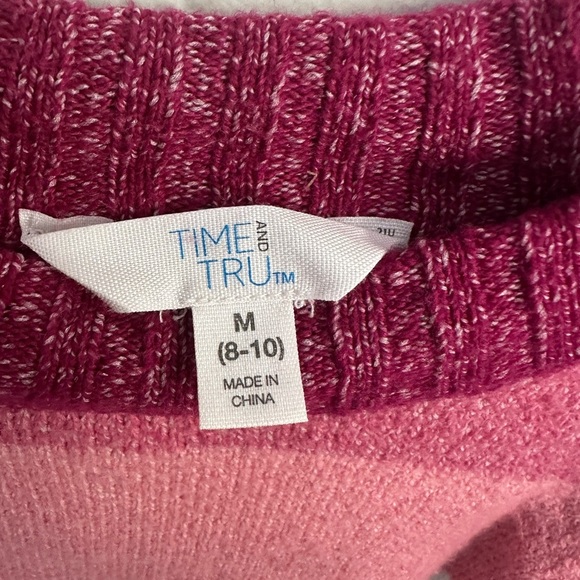 TIME AND
TRU™
M
(8-10)
MADE IN
CHINA